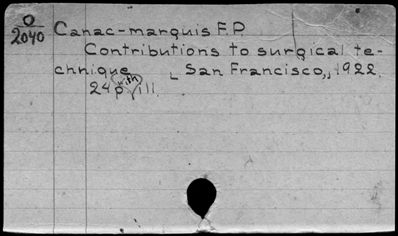 O
2040
Canac-marquis F.P.
Contributions to surgical te-
chnique San Francisco,, 1922.
24 p. with ill.